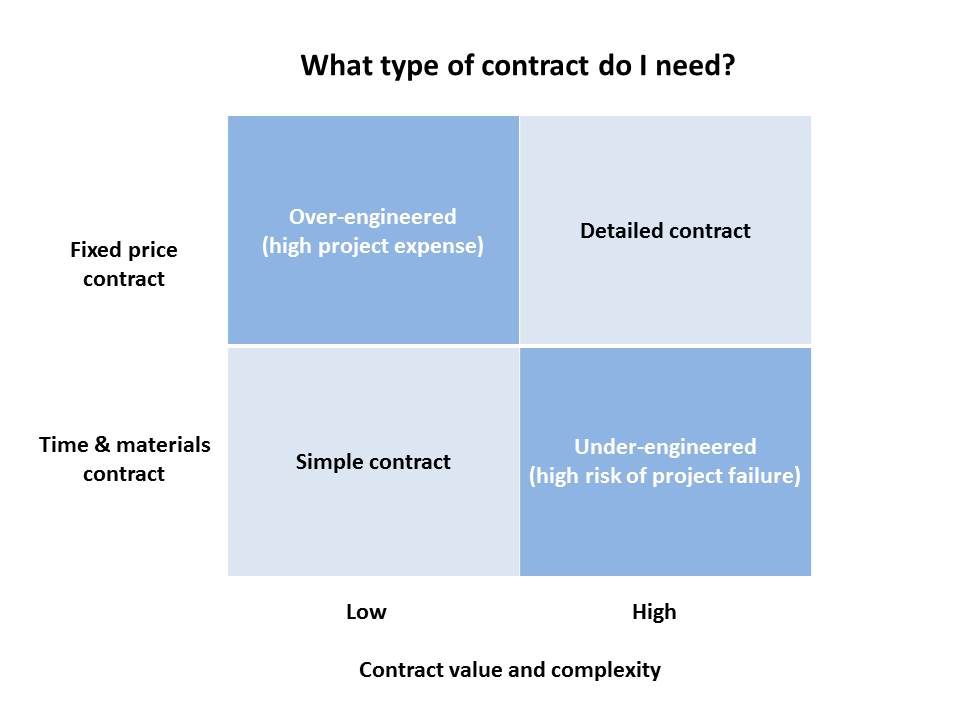 What type of contract do I need?
Over-engineered
(high project expense)
Detailed contract
Fixed price
contract
Time & materials
contract
Simple contract
Under-engineered
(high risk of project failure)
Low
High
Contract value and complexity